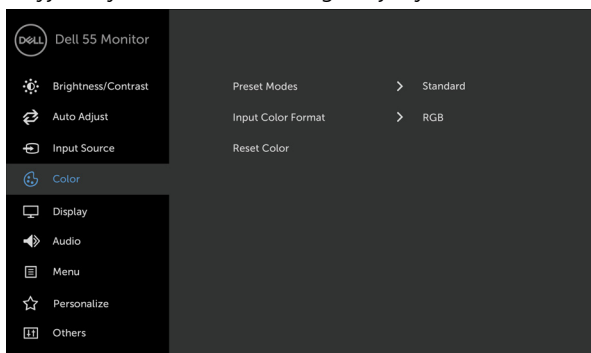 DELL Dell 55 Monitor
Brightness/Contrast Preset Modes > Standard
Auto Adjust Input Color Format > RGB
Input Source Reset Color
Color
Display
Audio
Menu
Personalize
Others